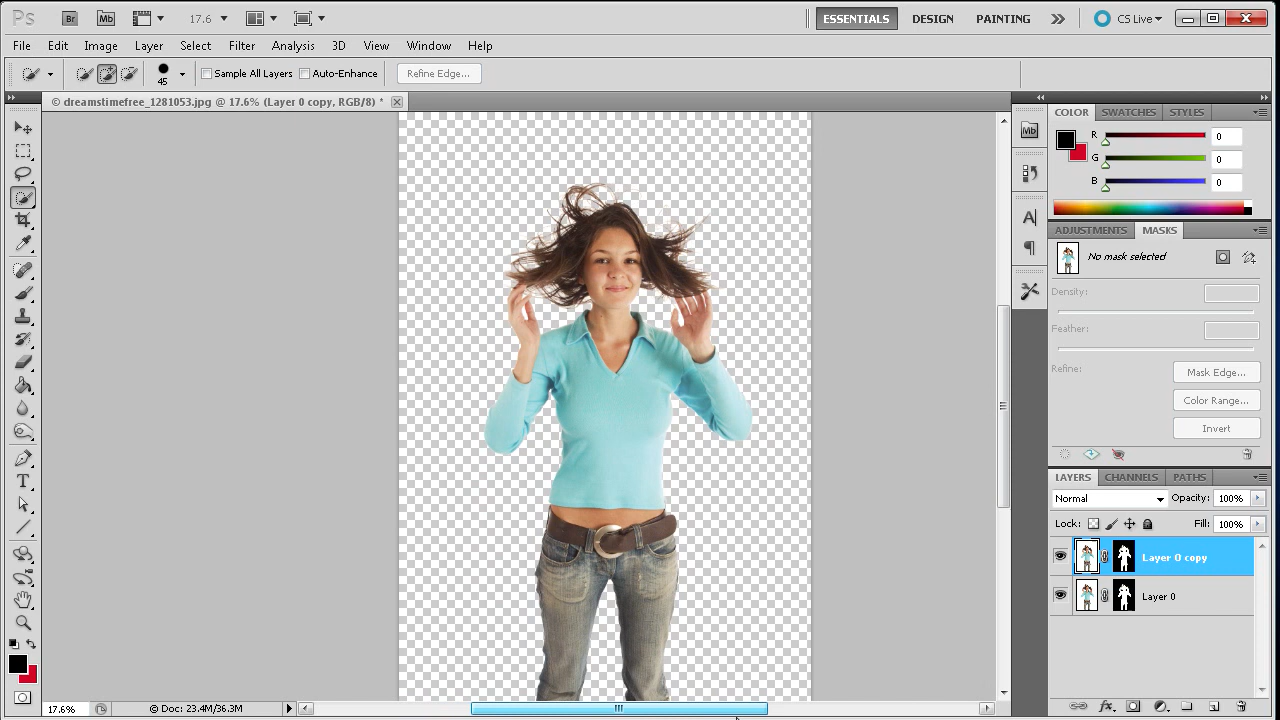 Ps Br Mb 17.6 ESSENTIALS DESIGN PAINTING CS Live
File Edit Image Layer Select Filter Analysis 3D View Window Help
45 Sample All Layers Auto-Enhance Refine Edge...
© dreamstimefree_1281053.jpg @ 17.6% (Layer 0 copy, RGB/8) *
COLOR SWATCHES STYLES
Mb
R 0
G 0
B 0
A
ADJUSTMENTS MASKS
No mask selected
Density:
Feather:
Refine: Mask Edge...
Color Range...
Invert
LAYERS CHANNELS PATHS
Normal Opacity: 100%
Lock: Fill: 100%
Layer 0 copy
Layer 0
T
17.6% © Doc: 23.4M/36.3M fx